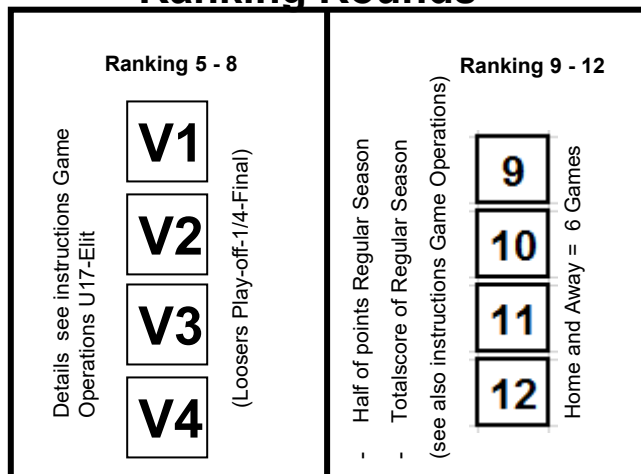 Ranking Rounds
Ranking 5 - 8
Details  see instructions Game
Operations U17-Elit
V1
V2
V3
V4
(Loosers Play-off-1/4-Final)
Ranking 9 - 12
-   Half of points Regular Season
-   Totalscore of Regular Season
(see also instructions Game Operations)
9
10
11
12
Home and Away =  6 Games